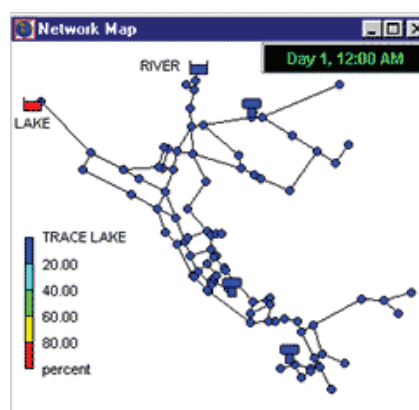 Network Map
Day 1, 12:00 AM
RIVER
LAKE
TRACE LAKE
20.00
40.00
60.00
80.00
percent